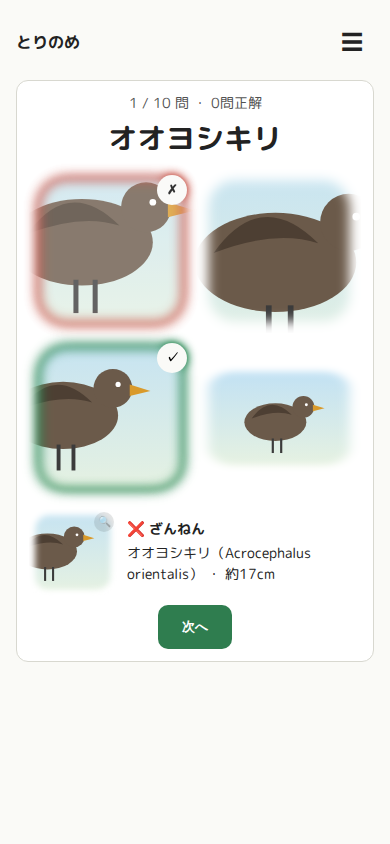 とりのめ
1 / 10 問 · 0問正解
オオヨシキリ
✗
✓
❌ ざんねん
オオヨシキリ（Acrocephalus
orientalis） · 約17cm
次へ